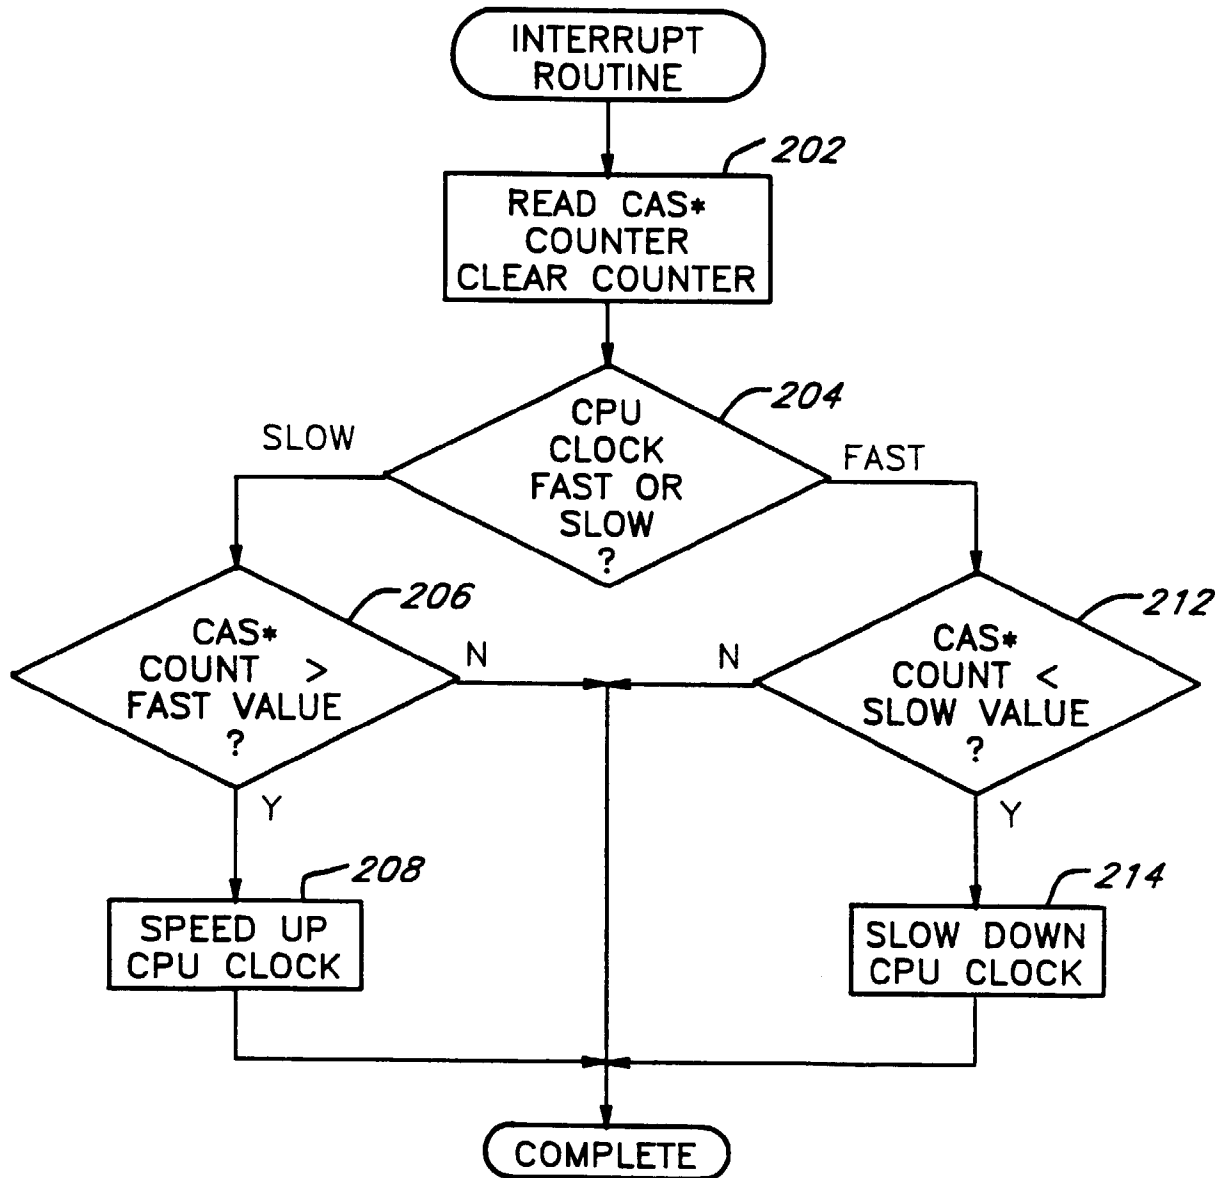 INTERRUPT
ROUTINE
202
READ CAS*
COUNTER
CLEAR COUNTER
204
CPU
CLOCK
FAST OR
SLOW
?
SLOW
FAST
206
CAS*
COUNT >
FAST VALUE
?
N
N
212
CAS*
COUNT <
SLOW VALUE
?
Y
Y
208
SPEED UP
CPU CLOCK
214
SLOW DOWN
CPU CLOCK
COMPLETE